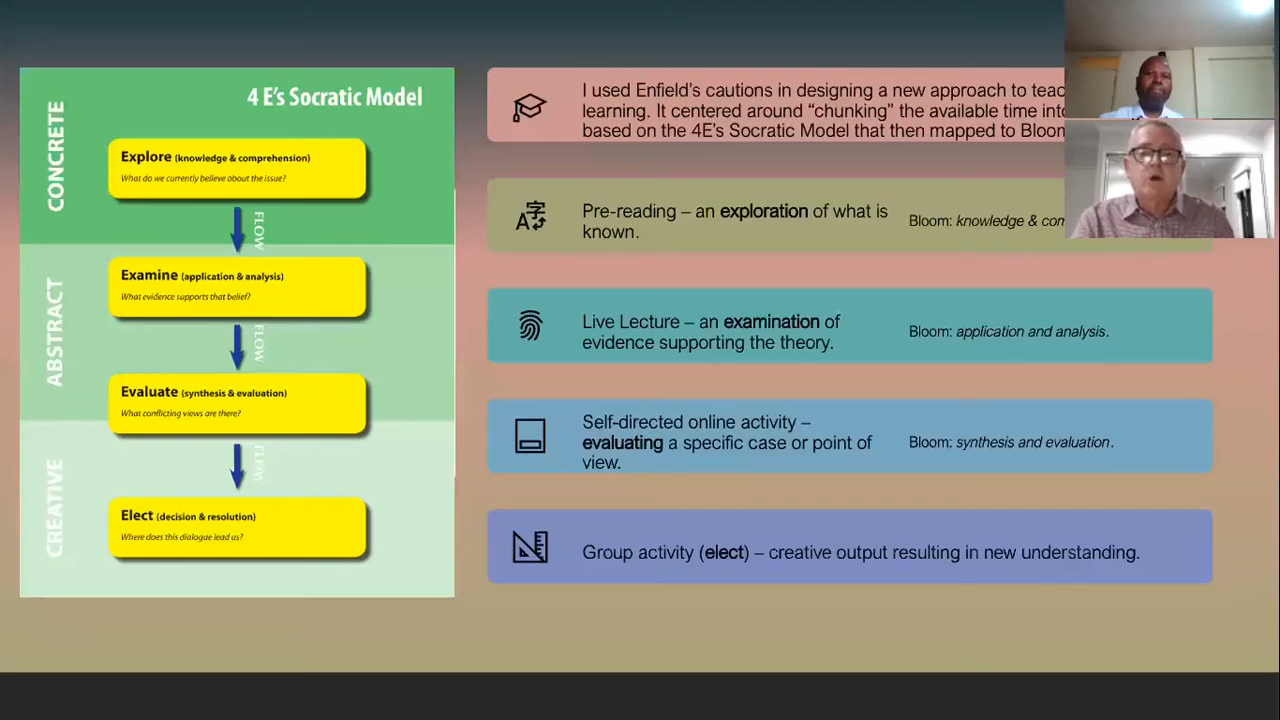 4 E's Socratic Model
CONCRETE
Explore (knowledge & comprehension)
What do we currently believe about the issue?
FLOW
ABSTRACT
Examine (application & analysis)
What evidence supports that belief?
FLOW
Evaluate (synthesis & evaluation)
What conflicting views are there?
FLOW
CREATIVE
Elect (decision & resolution)
Where does this dialogue lead us?
I used Enfield's cautions in designing a new approach to
learning. It centered around "chunking" the available time
based on the 4E's Socratic Model that then mapped to Bloom
Pre-reading – an exploration of what is
known.
Bloom: knowledge &
Live Lecture – an examination of
evidence supporting the theory.
Bloom: application and analysis.
Self-directed online activity –
evaluating a specific case or point of
view.
Bloom: synthesis and evaluation.
Group activity (elect) – creative output resulting in new understanding.
字
A